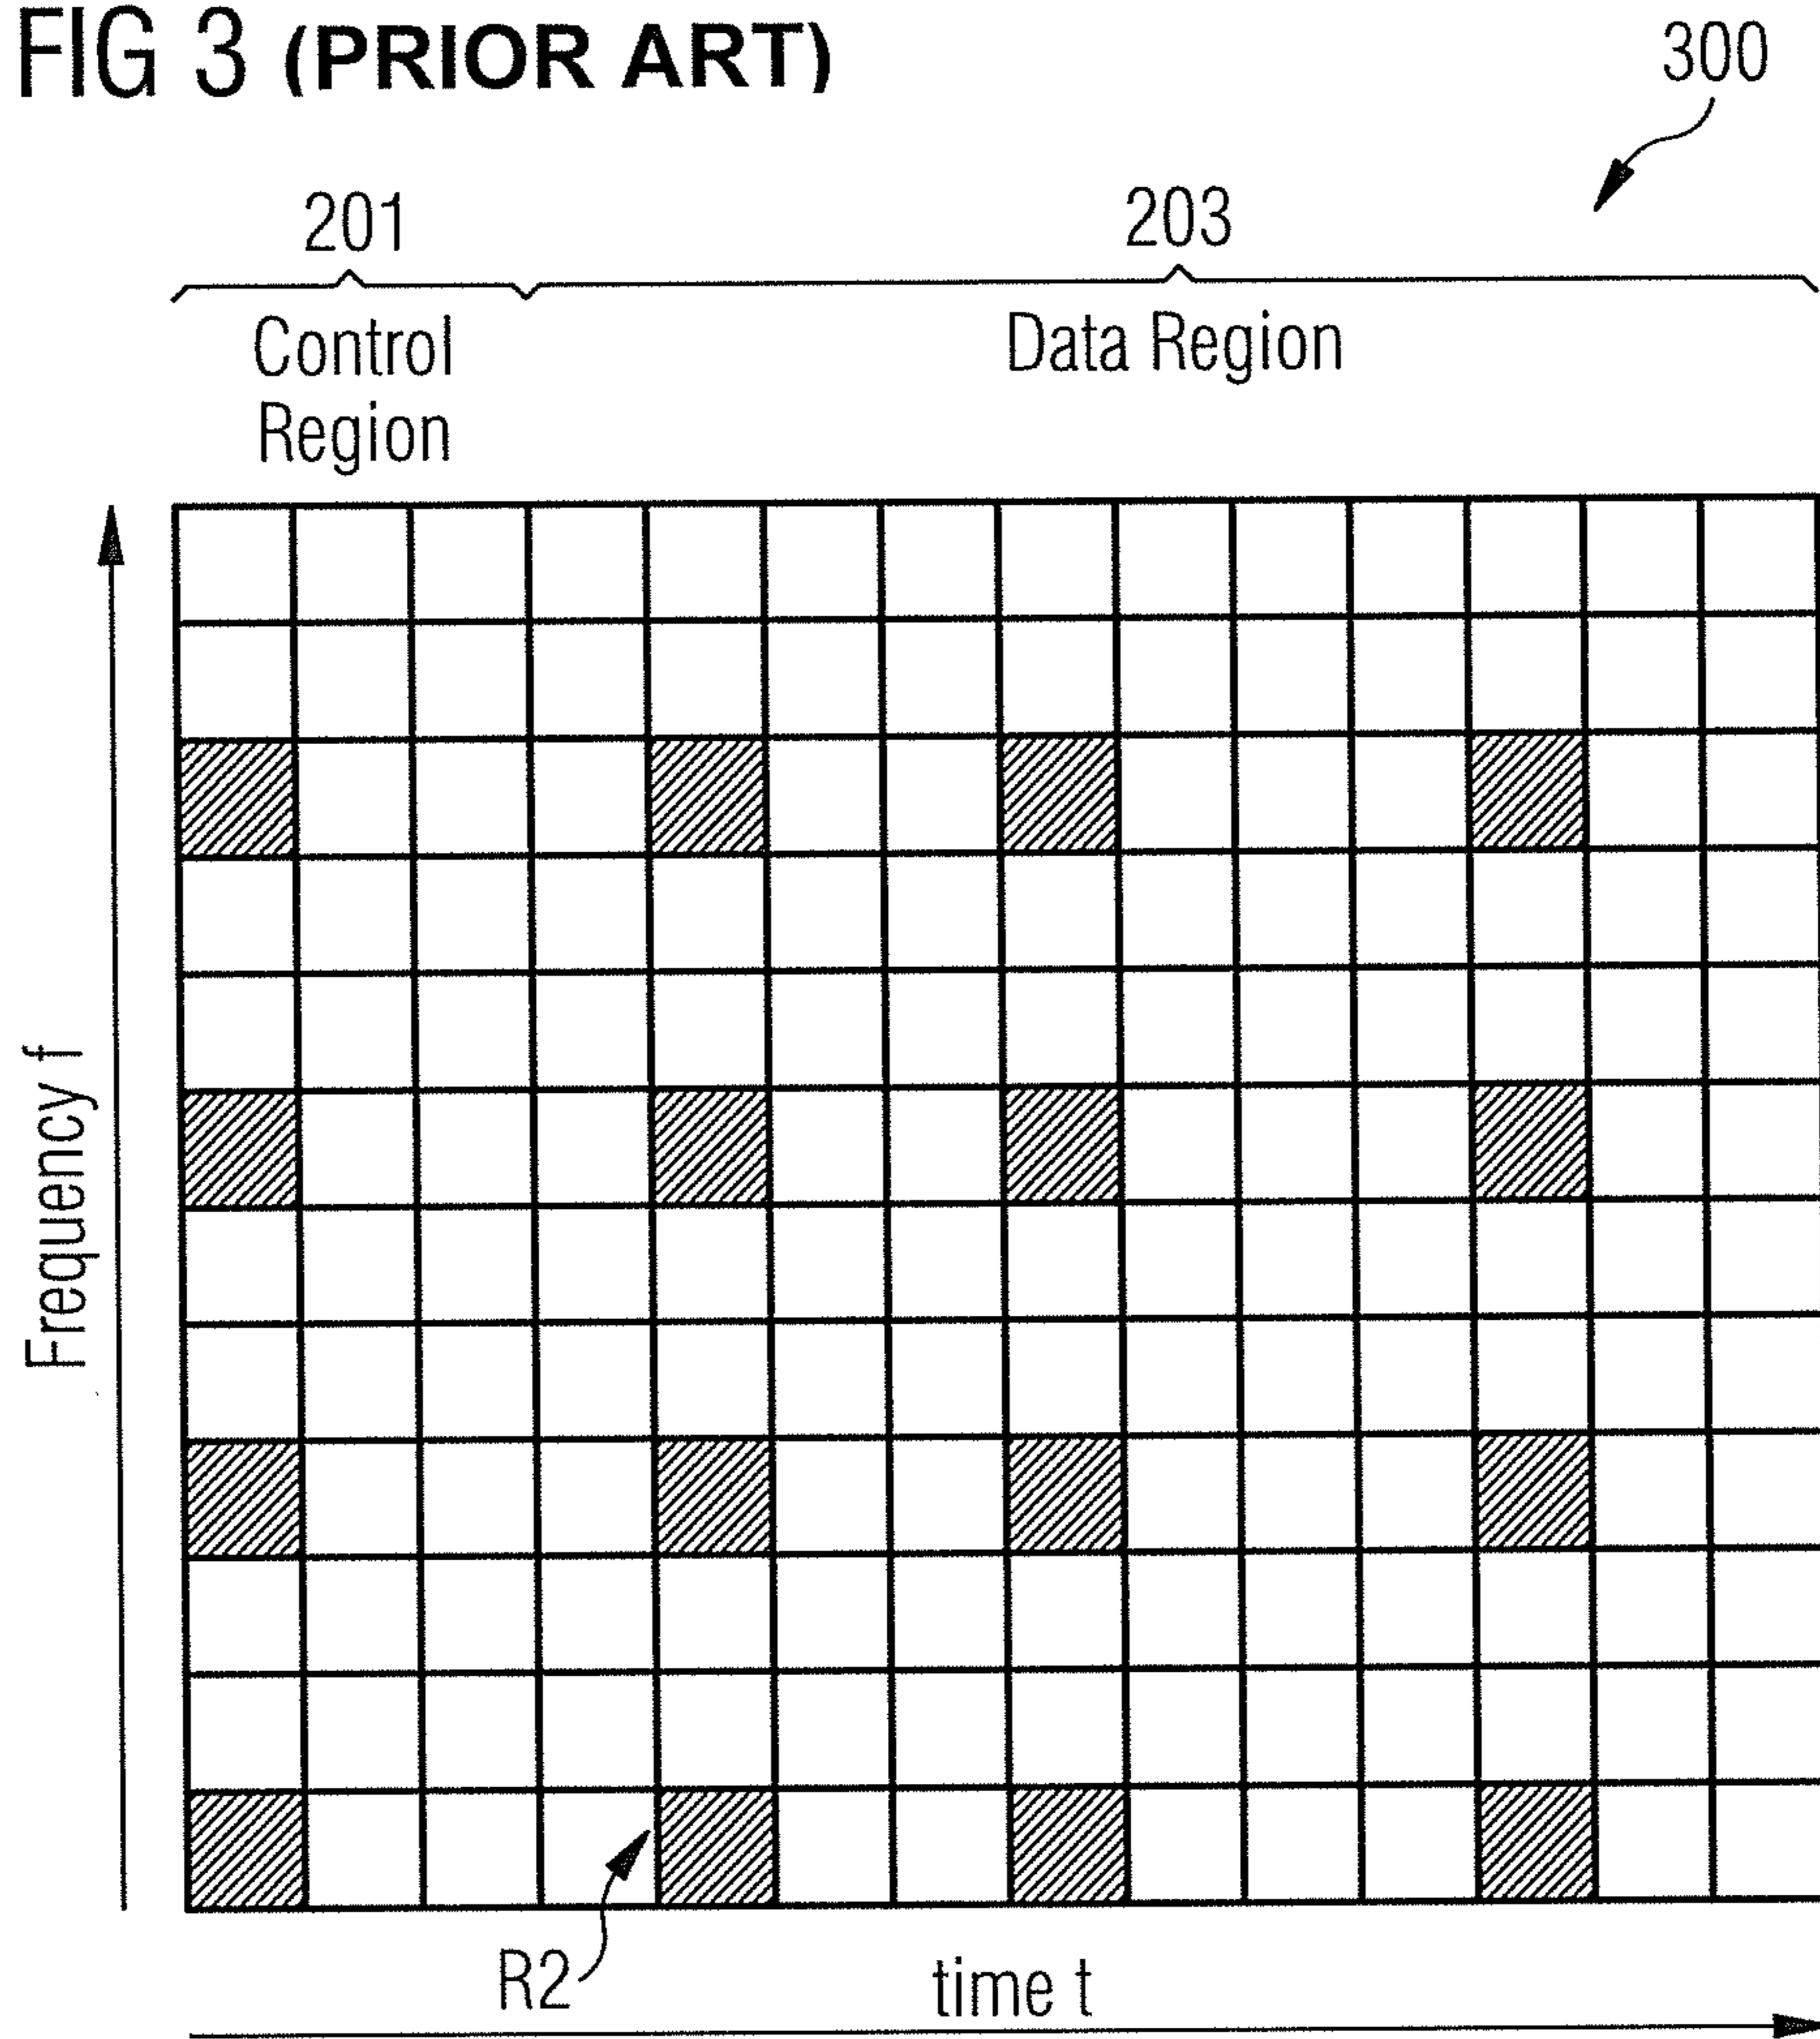 FIG 3 (PRIOR ART)
300
201
203
Control
Region
Data Region
Frequency f
R2
time t